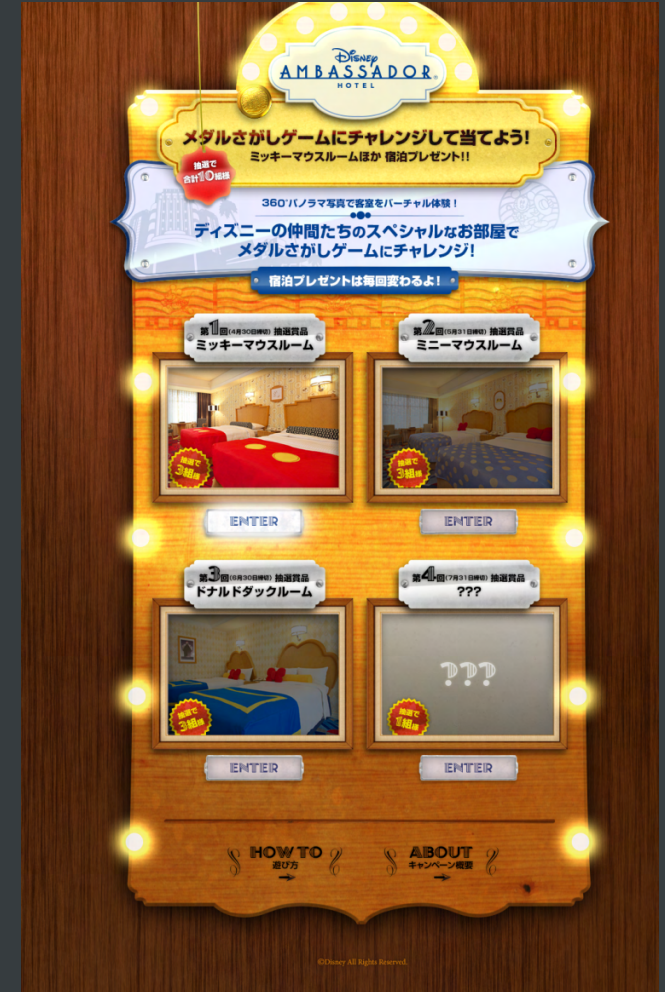 Disney
AMBASSADOR®
HOTEL
メダルさがしゲームにチャレンジして当てよう!
ミッキーマウスルームほか 宿泊プレゼント!!
抽選で
合計10組様
360°パノラマ写真で客室をバーチャル体験!
ディズニーの仲間たちのスペシャルなお部屋で
メダルさがしゲームにチャレンジ!
宿泊プレゼントは毎回変わるよ!
第1回(4月30日締切) 抽選賞品
ミッキーマウスルーム
抽選で
3組様
ENTER
第2回(5月31日締切) 抽選賞品
ミニーマウスルーム
抽選で
3組様
ENTER
第3回(6月30日締切) 抽選賞品
ドナルドダックルーム
抽選で
3組様
ENTER
第4回(7月31日締切) 抽選賞品
???
???
抽選で
1組様
ENTER
HOW TO
遊び方
ABOUT
キャンペーン概要
©Disney All Rights Reserved.